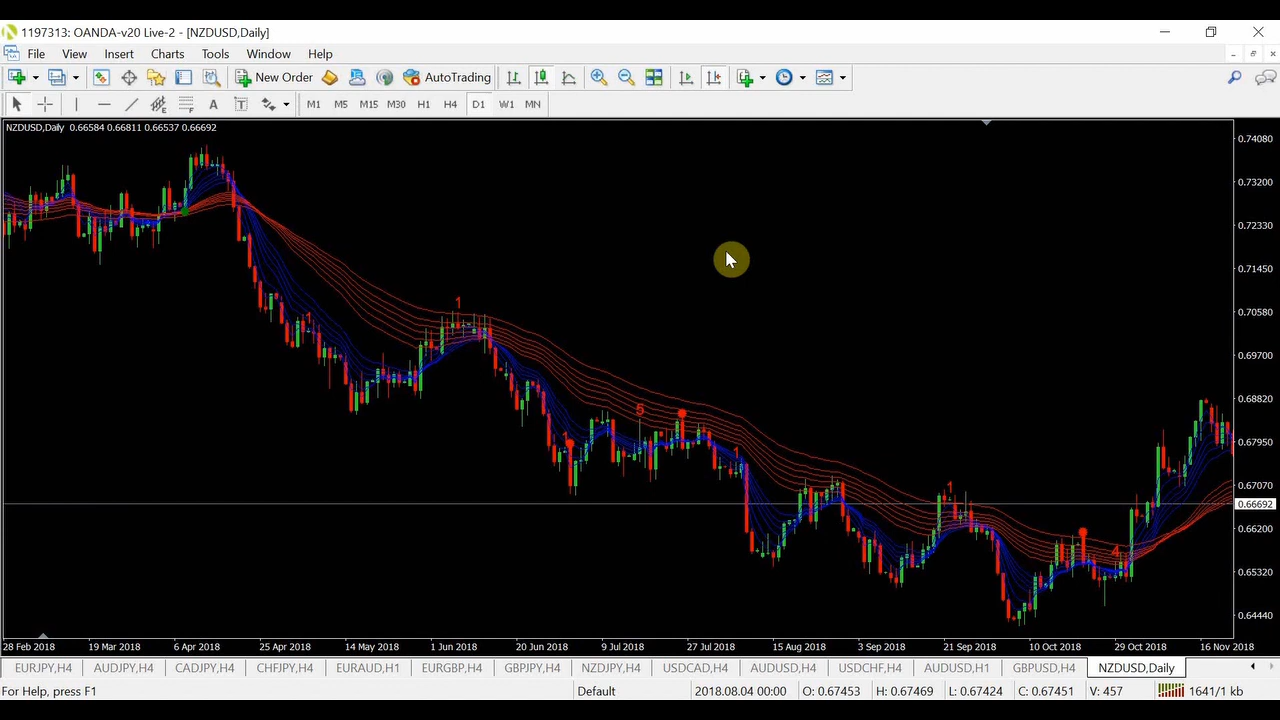 1197313: OANDA-v20 Live-2 - [NZDUSD,Daily]
File View Insert Charts Tools Window Help
New Order AutoTrading
A T M1 M5 M15 M30 H1 H4 D1 W1 MN
NZDUSD,Daily 0.66584 0.66811 0.66537 0.66692
0.74080
0.73200
0.72330
0.71450
1
0.70580
1
0.69700
0.68820
5
1
0.67950
1
0.67070
1
0.66692
0.66200
4
0.65320
0.64440
28 Feb 2018 19 Mar 2018 6 Apr 2018 25 Apr 2018 14 May 2018 1 Jun 2018 20 Jun 2018 9 Jul 2018 27 Jul 2018 15 Aug 2018 3 Sep 2018 21 Sep 2018 10 Oct 2018 29 Oct 2018 16 Nov 2018
EURJPY,H4 AUDJPY,H4 CADJPY,H4 CHFJPY,H4 EURAUD,H1 EURGBP,H4 GBPJPY,H4 NZDJPY,H4 USDCAD,H4 AUDUSD,H4 USDCHF,H4 AUDUSD,H1 GBPUSD,H4 NZDUSD,Daily
For Help, press F1 Default 2018.08.04 00:00 O: 0.67453 H: 0.67469 L: 0.67424 C: 0.67451 V: 457 1641/1 kb